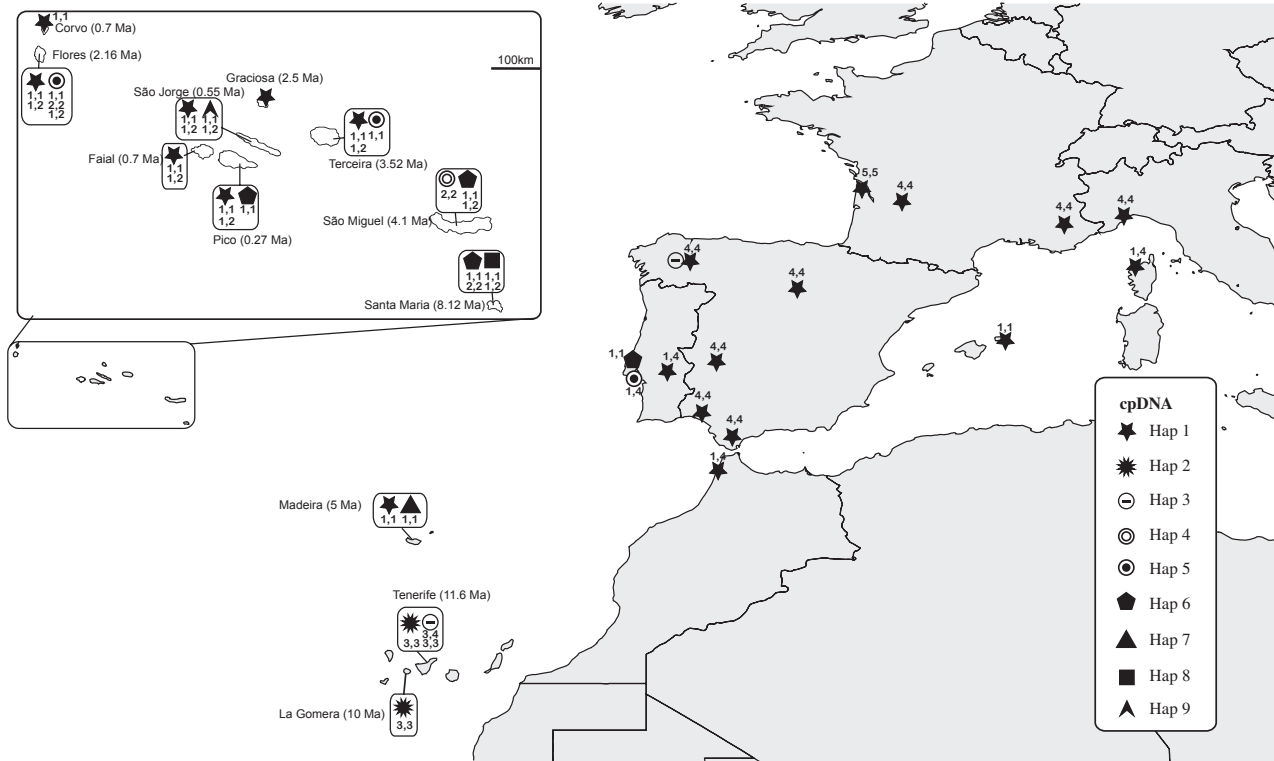 1,1
Corvo (0.7 Ma)
Flores (2.16 Ma)
100km
1,1 1,1
1,2 2,2
1,2
Graciosa (2.5 Ma)
São Jorge (0.55 Ma)
1,1 1,1
1,2 1,2
1,1 1,1
1,2
Terceira (3.52 Ma)
Faial (0.7 Ma)
1,1
1,2
1,1 1,1
1,2
Pico (0.27 Ma)
2,2 1,1
1,2
São Miguel (4.1 Ma)
1,1 1,1
2,2 1,2
Santa Maria (8.12 Ma)
5,5
4,4
4,4
4,4
4,4
4,4
1,4
1,1
1,1
1,4
4,4
1,4
4,4
4,4
1,4
Madeira (5 Ma)
1,1 1,1
Tenerife (11.6 Ma)
3,4
3,3 3,3
La Gomera (10 Ma)
3,3
cpDNA
Hap 1
Hap 2
Hap 3
Hap 4
Hap 5
Hap 6
Hap 7
Hap 8
Hap 9